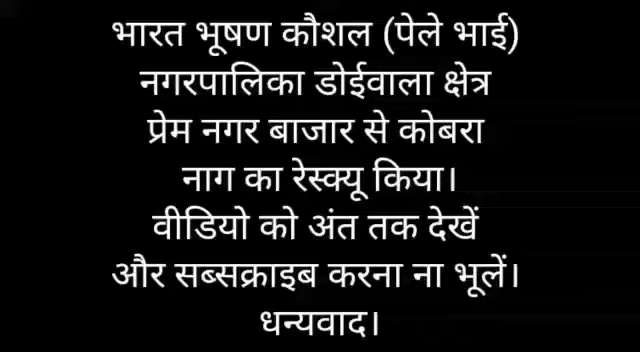 भारत भूषण कौशल (पेले भाई)
नगरपालिका डोईवाला क्षेत्र
प्रेम नगर बाजार से कोबरा
नाग का रेस्क्यू किया।
वीडियो को अंत तक देखें
और सब्सक्राइब करना ना भूलें।
धन्यवाद।